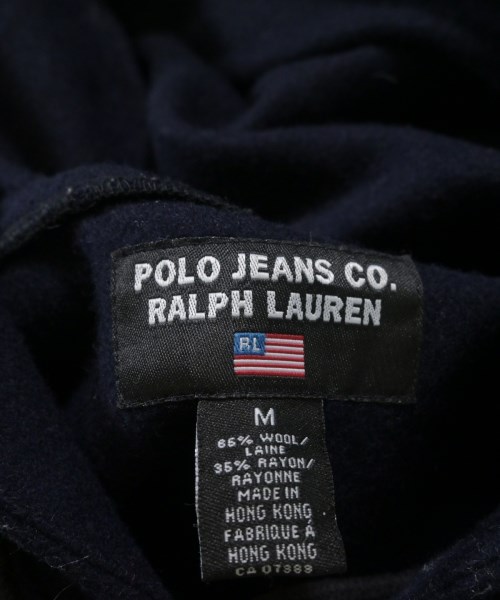 POLO JEANS CO.
RALPH LAUREN
RL
M
65% WOOL/
LAINE
35% RAYON/
RAYONNE
MADE IN
HONG KONG
FABRIQUE À
HONG KONG
CA 07383